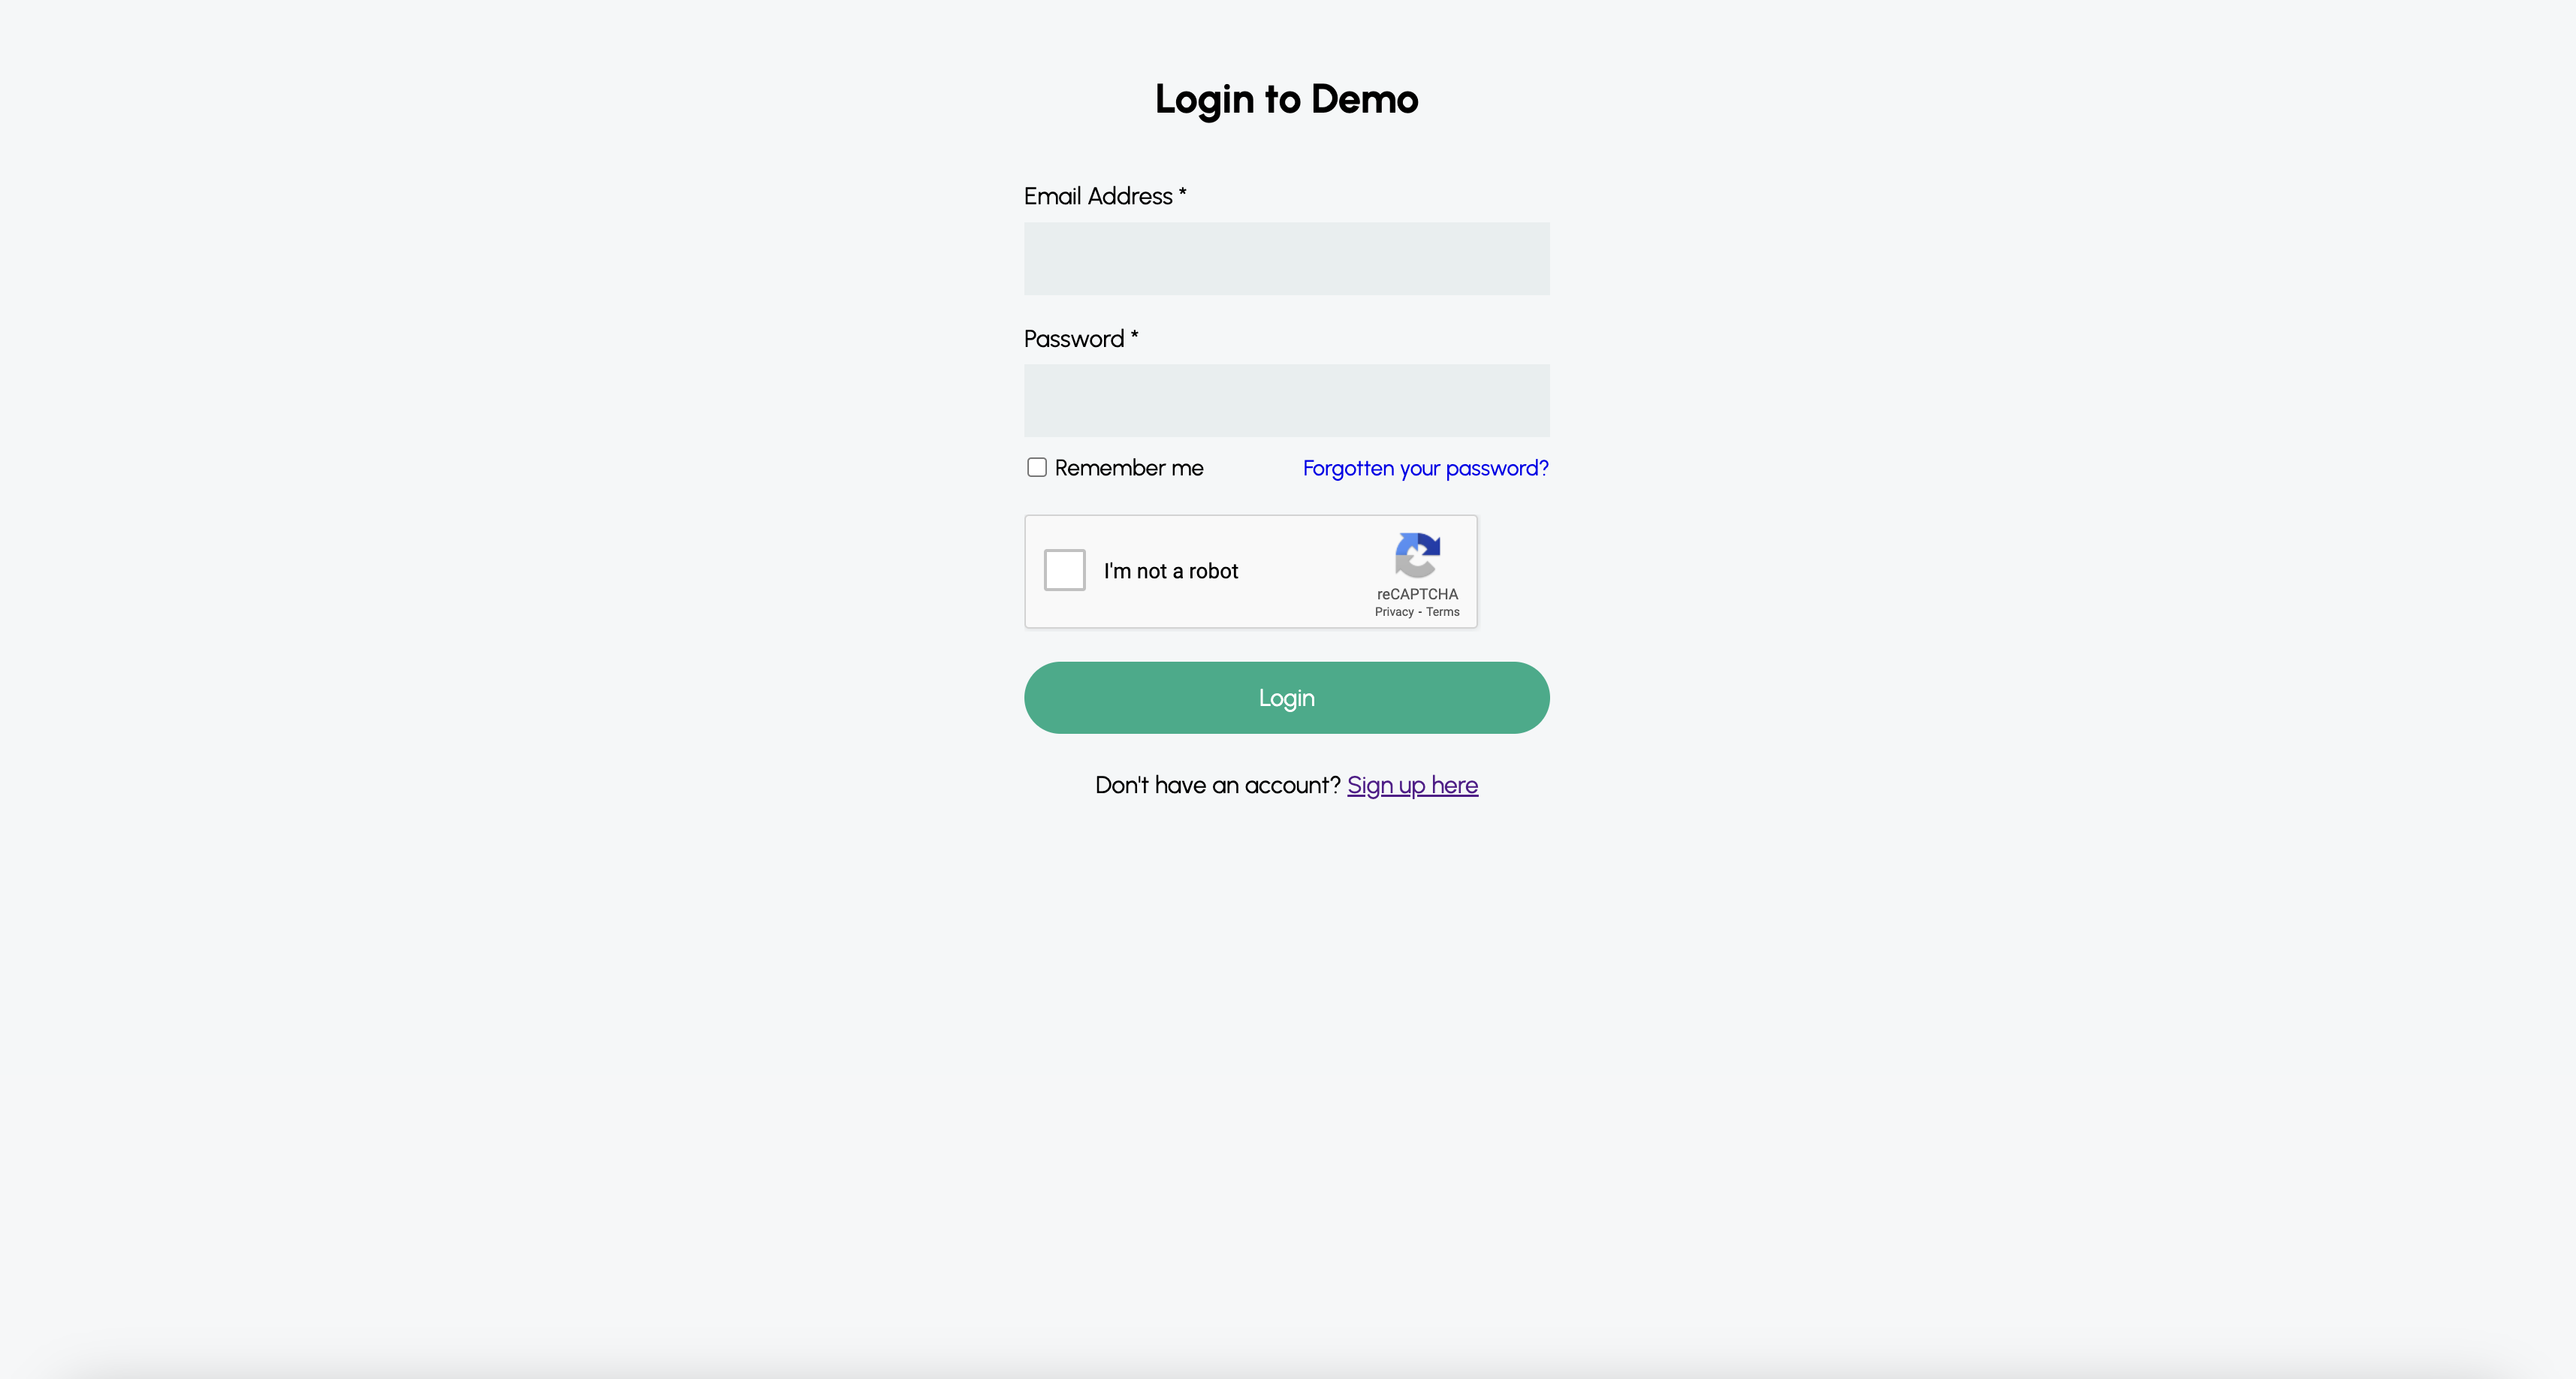 Login to Demo
Email Address *
Password *
Remember me
Forgotten your password?
I'm not a robot
reCAPTCHA
Privacy - Terms
Login
Don't have an account? Sign up here